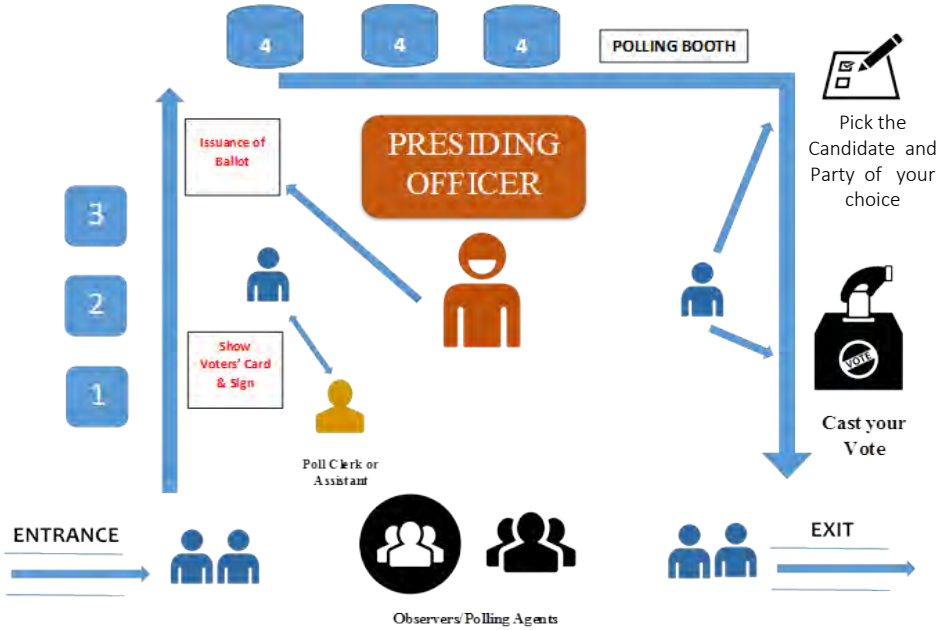 4 4 4
POLLING BOOTH
Issuance of
Ballot
PRESIDING
OFFICER
Pick the
Candidate and
Party of your
choice
3
2
1
Show
Voters' Card
& Sign
VOTE
Cast your
Vote
Poll Clerk or
Assistant
ENTRANCE
EXIT
Observers/Polling Agents